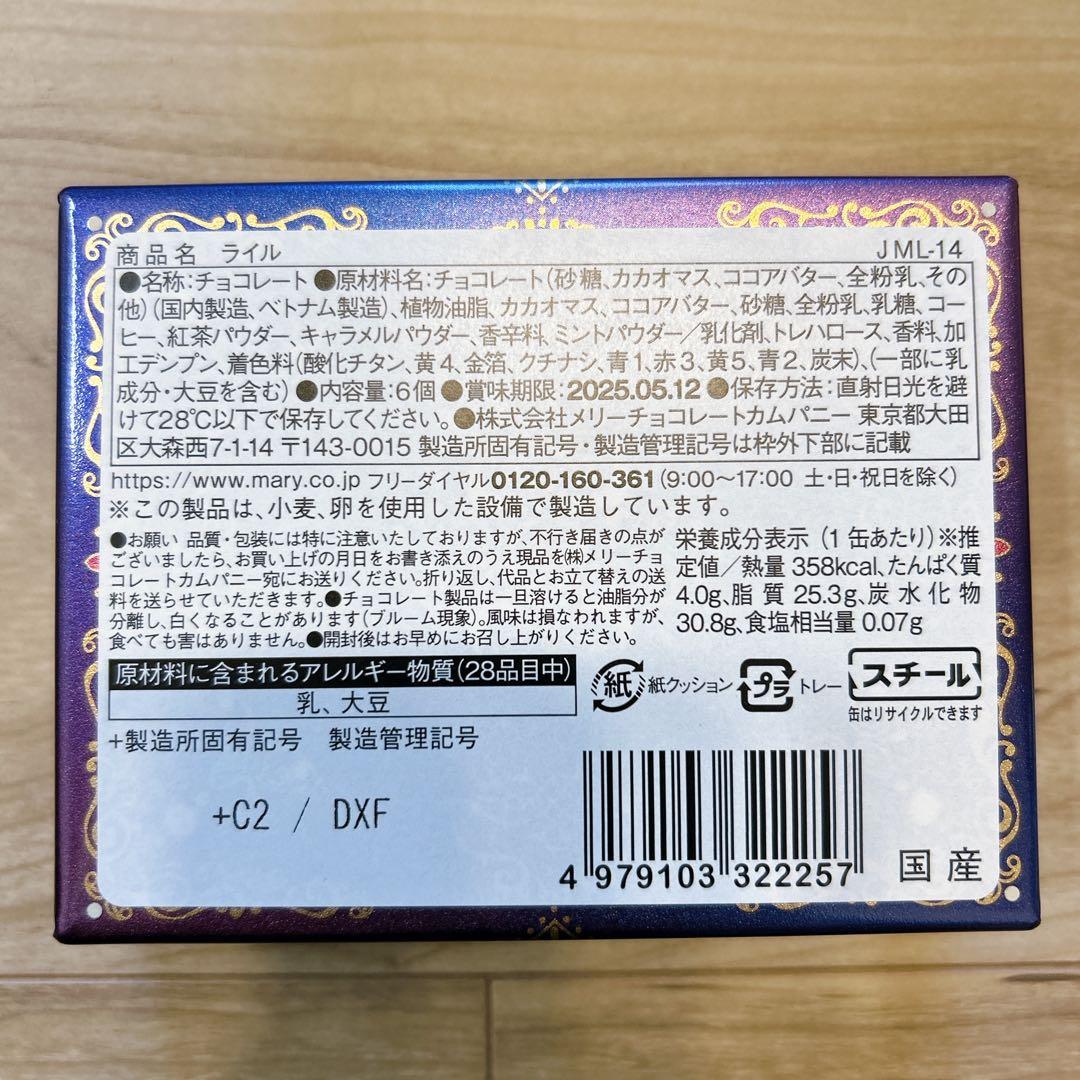 商品名 ライル JML-14
●名称:チョコレート ●原材料名:チョコレート(砂糖、カカオマス、ココアバター、全粉乳、その
他)(国内製造、ベトナム製造)、植物油脂、カカオマス、ココアバター、砂糖、全粉乳、乳糖、コー
ヒー、紅茶パウダー、キャラメルパウダー、香辛料、ミントパウダー/乳化剤、トレハロース、香料、加
工デンプン、着色料(酸化チタン、黄4、金箔、クチナシ、青1、赤3、黄5、青2、炭末)、(一部に乳
成分・大豆を含む) ●内容量:6個 ●賞味期限:2025.05.12 ●保存方法:直射日光を避
けて28℃以下で保存してください。●株式会社メリーチョコレートカムパニー 東京都大田
区大森西7-1-14 〒143-0015 製造所固有記号・製造管理記号は枠外下部に記載
https://www.mary.co.jp フリーダイヤル0120-160-361(9:00~17:00 土・日・祝日を除く)
※この製品は、小麦、卵を使用した設備で製造しています。
●お願い 品質・包装には特に注意いたしておりますが、不行き届きの点が
ございましたら、お買い上げの月日をお書き添えのうえ現品を㈱メリーチョ
コレートカムパニー宛にお送りください。折り返し、代品とお立て替えの送
料を送らせていただきます。●チョコレート製品は一旦溶けると油脂分が
分離し、白くなることがあります(ブルーム現象)。風味は損なわれますが、
食べても害はありません。●開封後はお早めにお召し上がりください。
栄養成分表示(1缶あたり)※推
定値/熱量 358kcal、たんぱく質
4.0g、脂質25.3g、炭水化物
30.8g、食塩相当量 0.07g
原材料に含まれるアレルギー物質(28品目中)
乳、大豆
紙 紙クッション プラ トレー スチール
缶はリサイクルできます
+製造所固有記号 製造管理記号
+C2 / DXF
4 979103 322257
国産